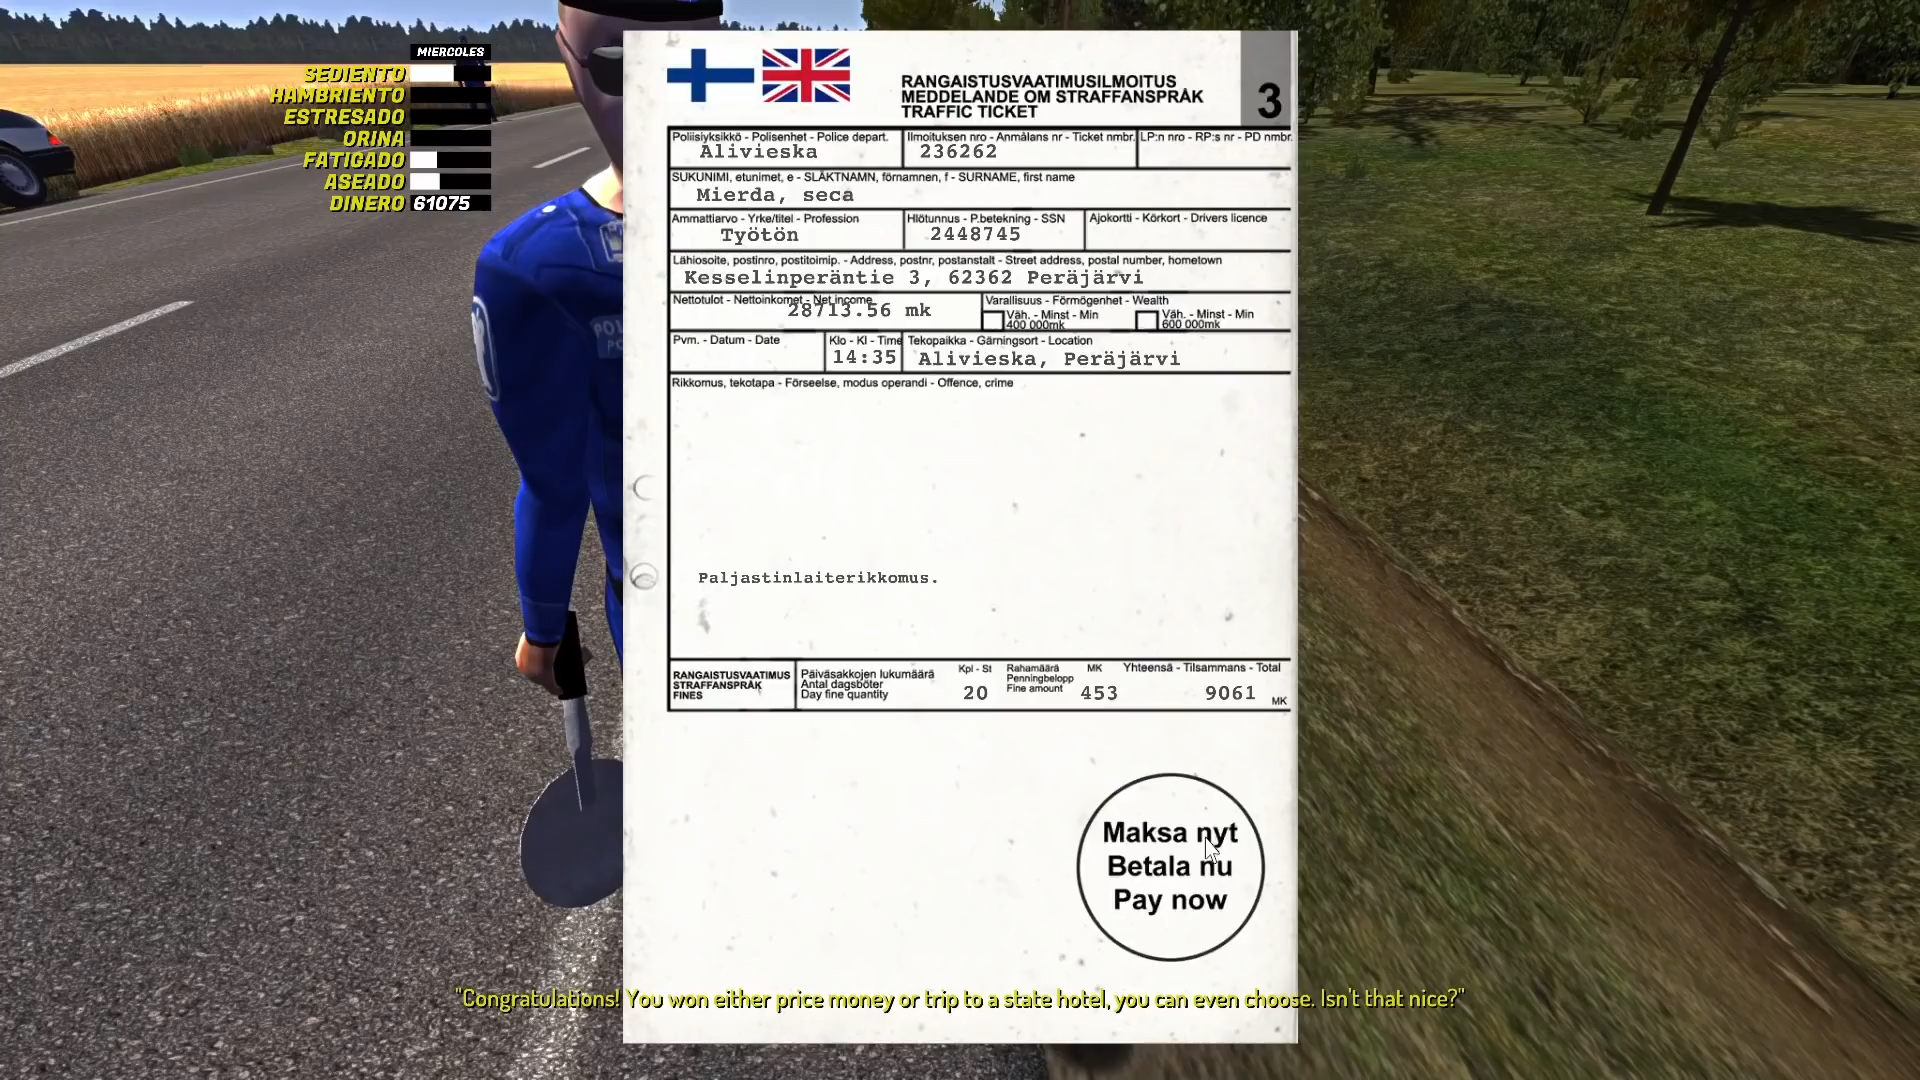 MIERCOLES
SEDIENTO
HAMBRIENTO
ESTRESADO
ORINA
FATIGADO
ASEADO
DINERO 61075
RANGAISTUSVAATIMUSILMOITUS
MEDDELANDE OM STRAFFANSPRÅK
TRAFFIC TICKET
3
Poliisiyksikkö - Polisenhet - Police depart.
Alivieska
Ilmoituksen nro - Anmälans nr - Ticket nmbr.
236262
LP:n nro - RP:s nr - PD nmbr.
SUKUNIMI, etunimet, e - SLÄKTNAMN, förnamnen, f - SURNAME, first name
Mierda, seca
Ammattiarvo - Yrke/titel - Profession
Työtön
Hlötunnus - P.betekning - SSN
2448745
Ajokortti - Körkort - Drivers licence
Lähiosoite, postinro, postitoimip. - Address, postnr, postanstalt - Street address, postal number, hometown
Kesselinperäntie 3, 62362 Peräjärvi
Nettotulot - Nettoinkomet - Net income
28713.56 mk
Varallisuus - Förmögenhet - Wealth
Väh. - Minst - Min
400 000mk
Väh. - Minst - Min
600 000mk
Pvm. - Datum - Date
Klo - Kl - Time
14:35
Tekopaikka - Gärningsort - Location
Alivieska, Peräjärvi
Rikkomus, tekotapa - Förseelse, modus operandi - Offence, crime
Paljastinlaiterikkomus.
RANGAISTUSVAATIMUS
STRAFFANSPRÅK
FINES
Päiväsakkojen lukumäärä
Antal dagsböter
Day fine quantity
Kpl - St
20
Rahamäärä
Penningbelopp
Fine amount
MK
453
Yhteensä - Tilsammans - Total
9061
MK
Maksa nyt
Betala nu
Pay now
"Congratulations! You won either price money or trip to a state hotel, you can even choose. Isn't that nice?"